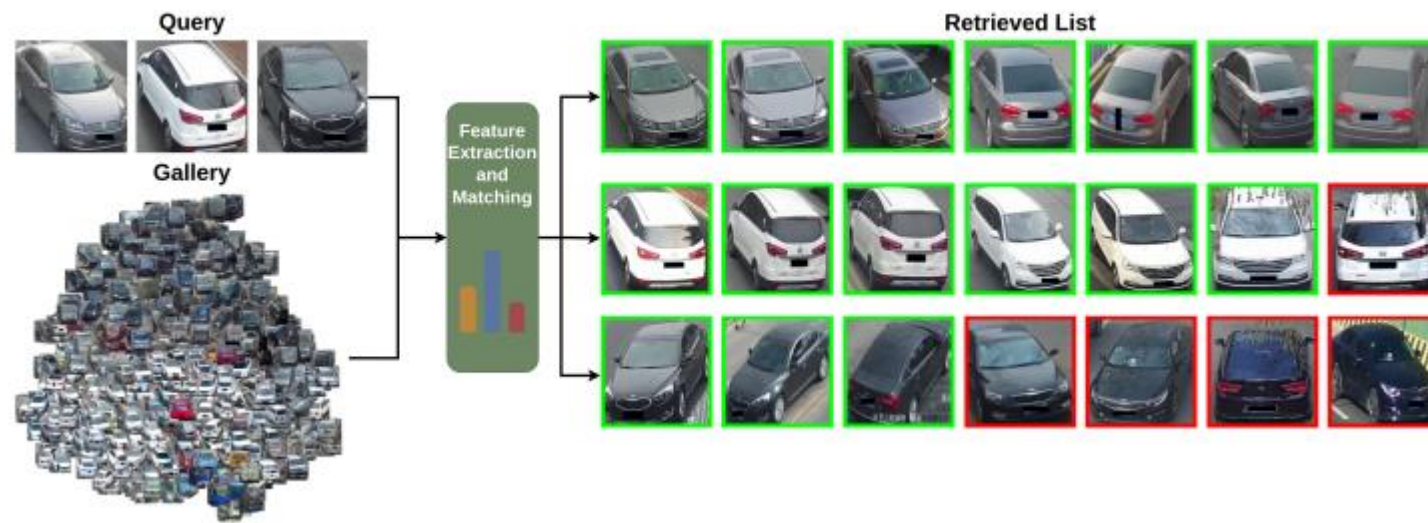 Query
Retrieved List
Gallery
Feature
Extraction
and
Matching